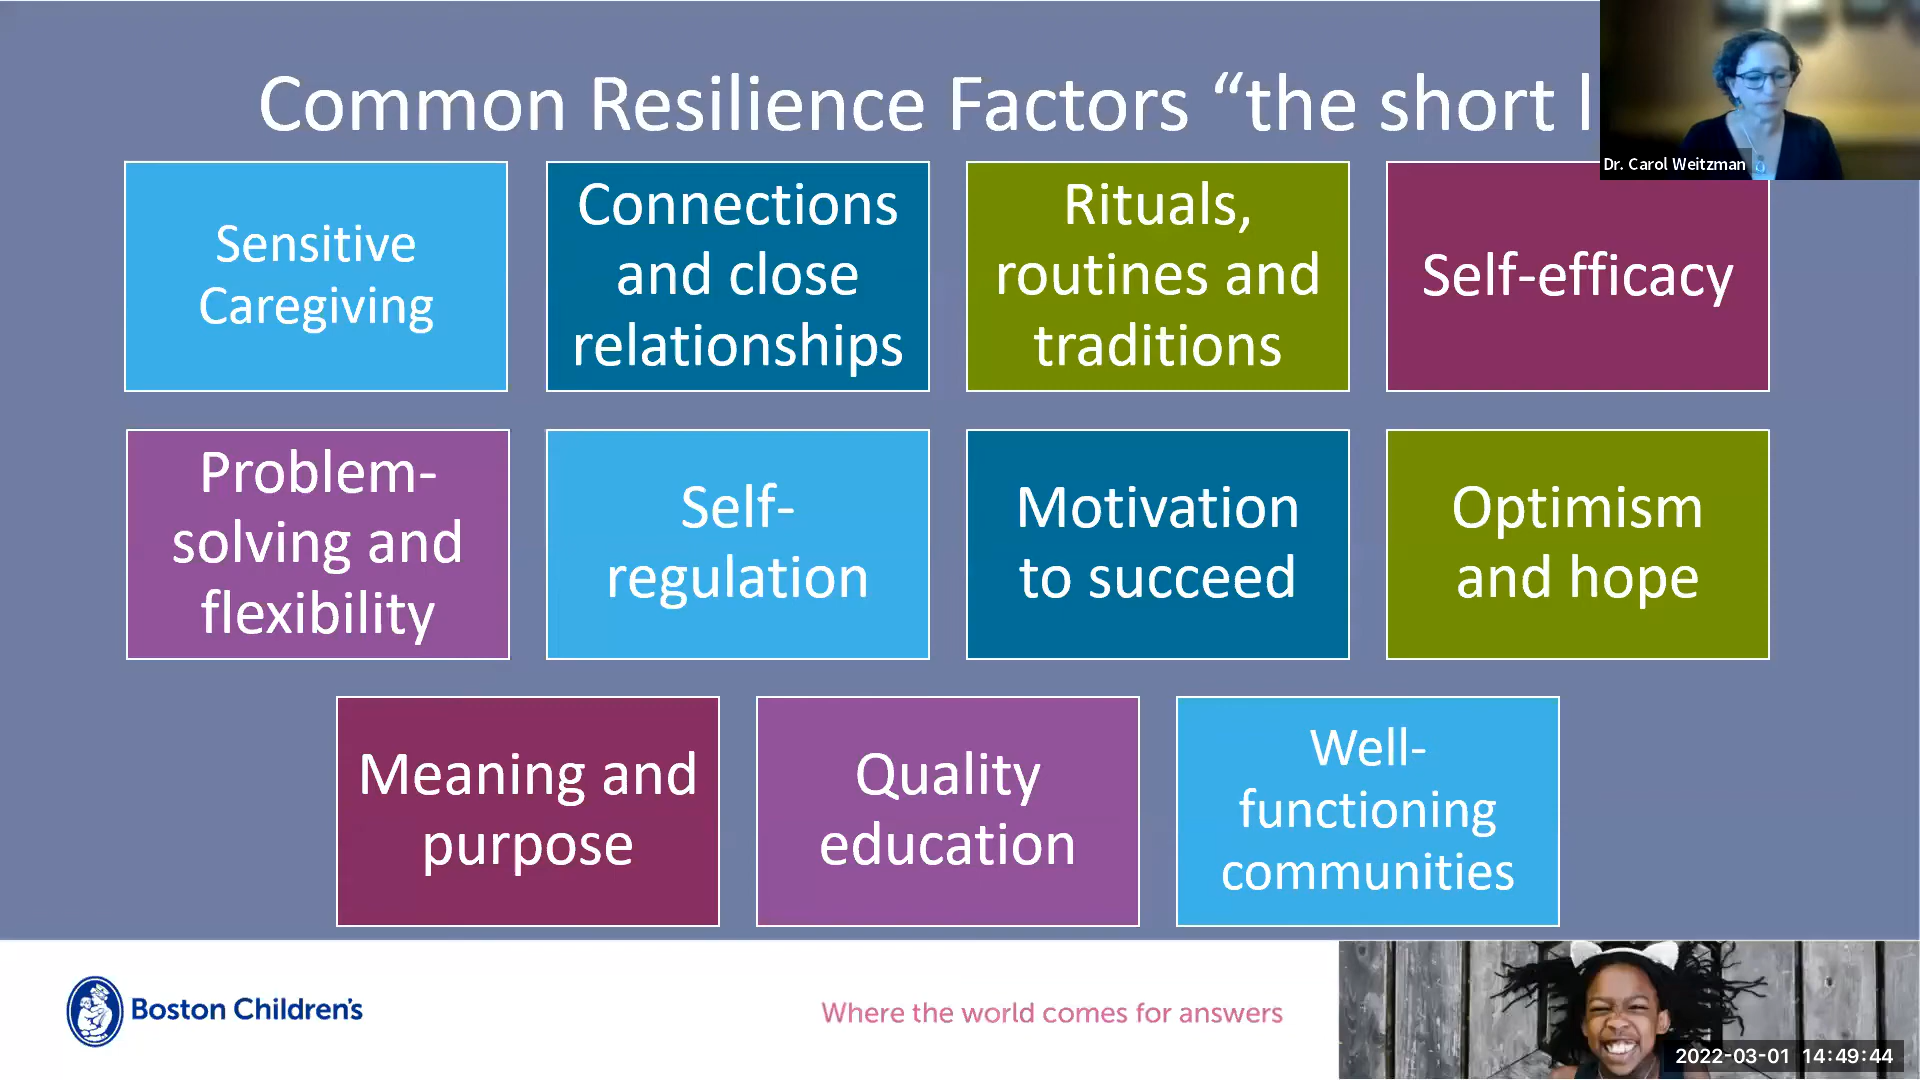 Common Resilience Factors “the short l
Dr. Carol Weitzman
Sensitive
Caregiving
Connections
and close
relationships
Rituals,
routines and
traditions
Self-efficacy
Problem-
solving and
flexibility
Self-
regulation
Motivation
to succeed
Optimism
and hope
Meaning and
purpose
Quality
education
Well-
functioning
communities
Boston Children's
Where the world comes for answers
2022-03-01 14:49:44